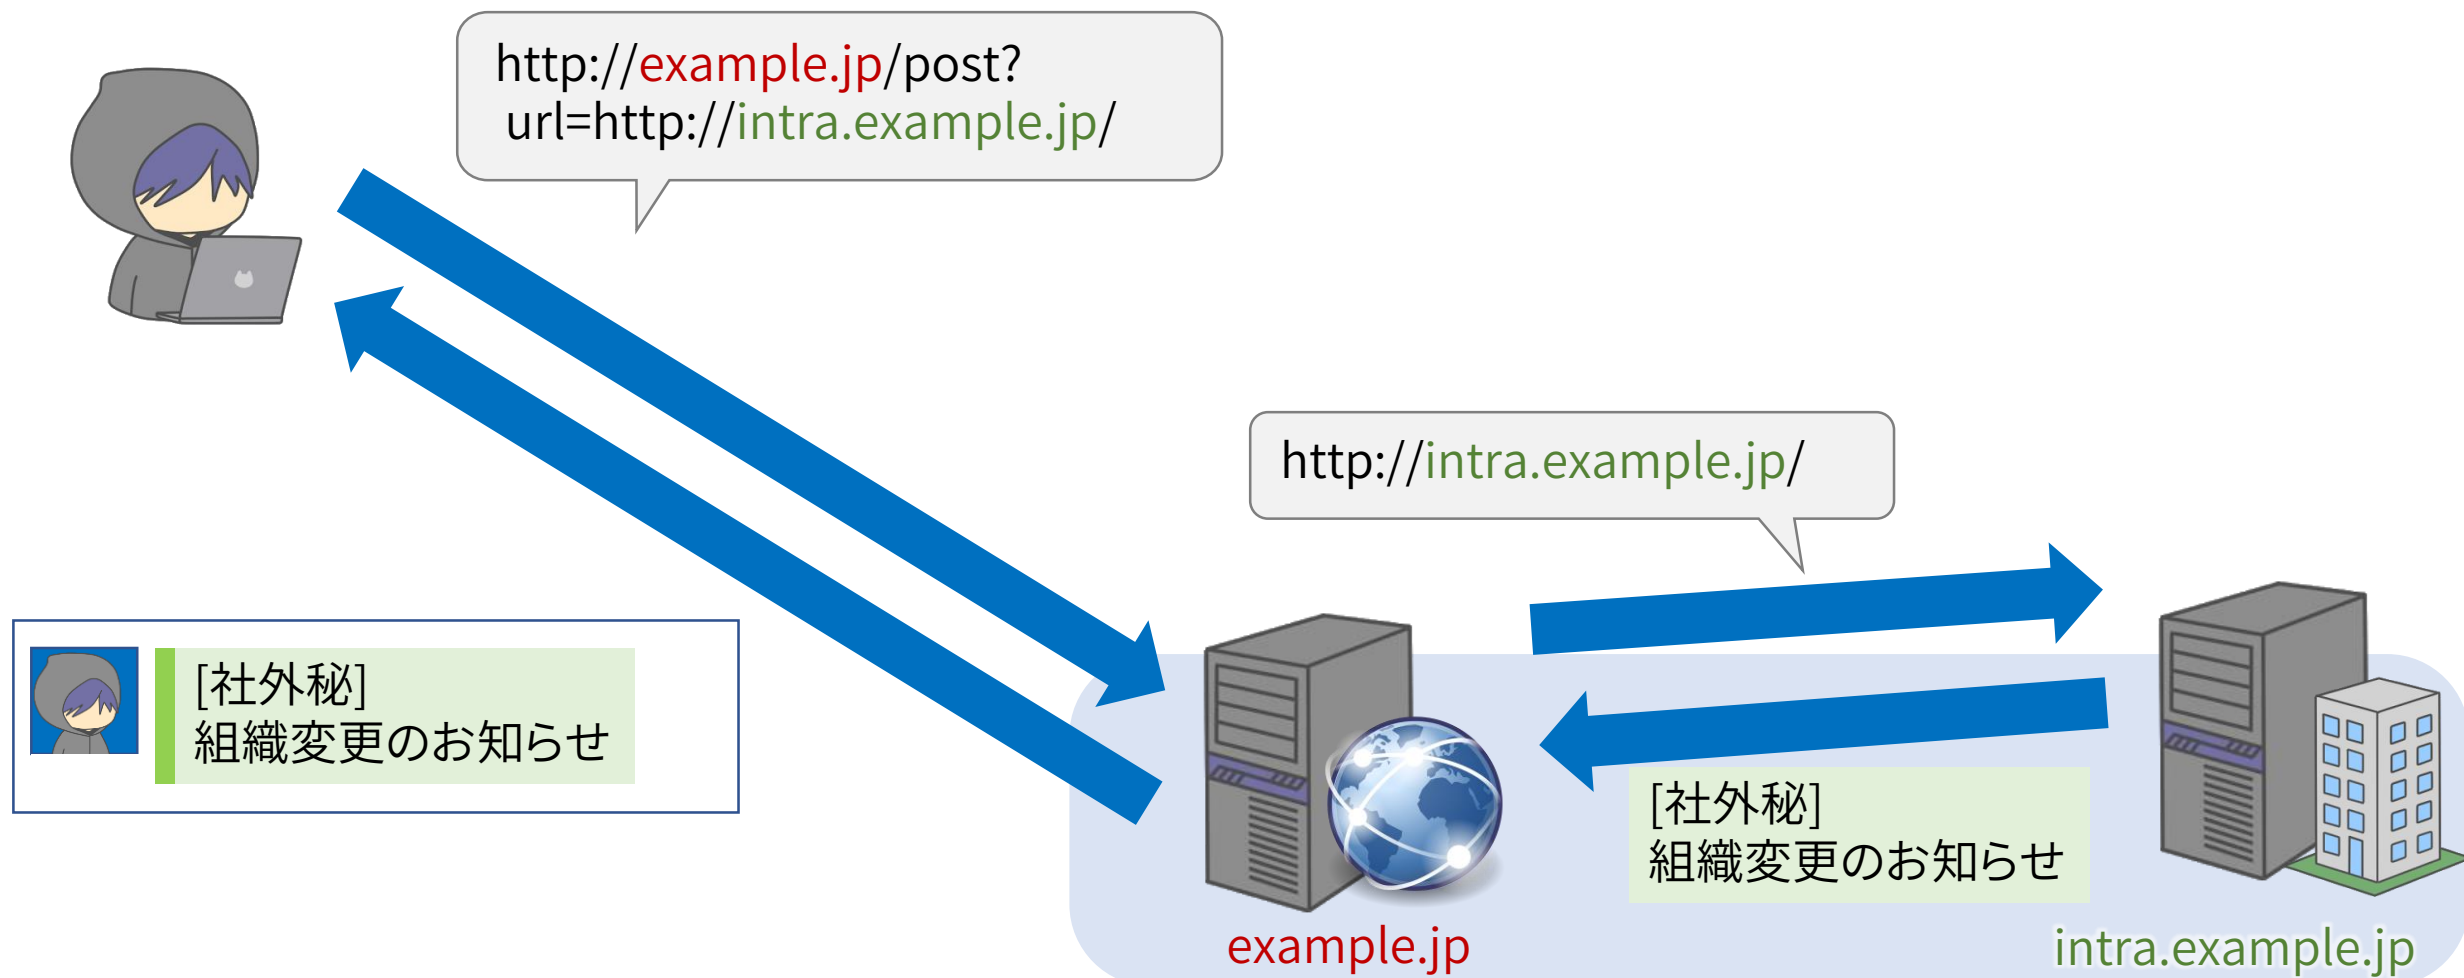 http://example.jp/post?
url=http://intra.example.jp/
http://intra.example.jp/
[社外秘]
組織変更のお知らせ
[社外秘]
組織変更のお知らせ
example.jp
intra.example.jp